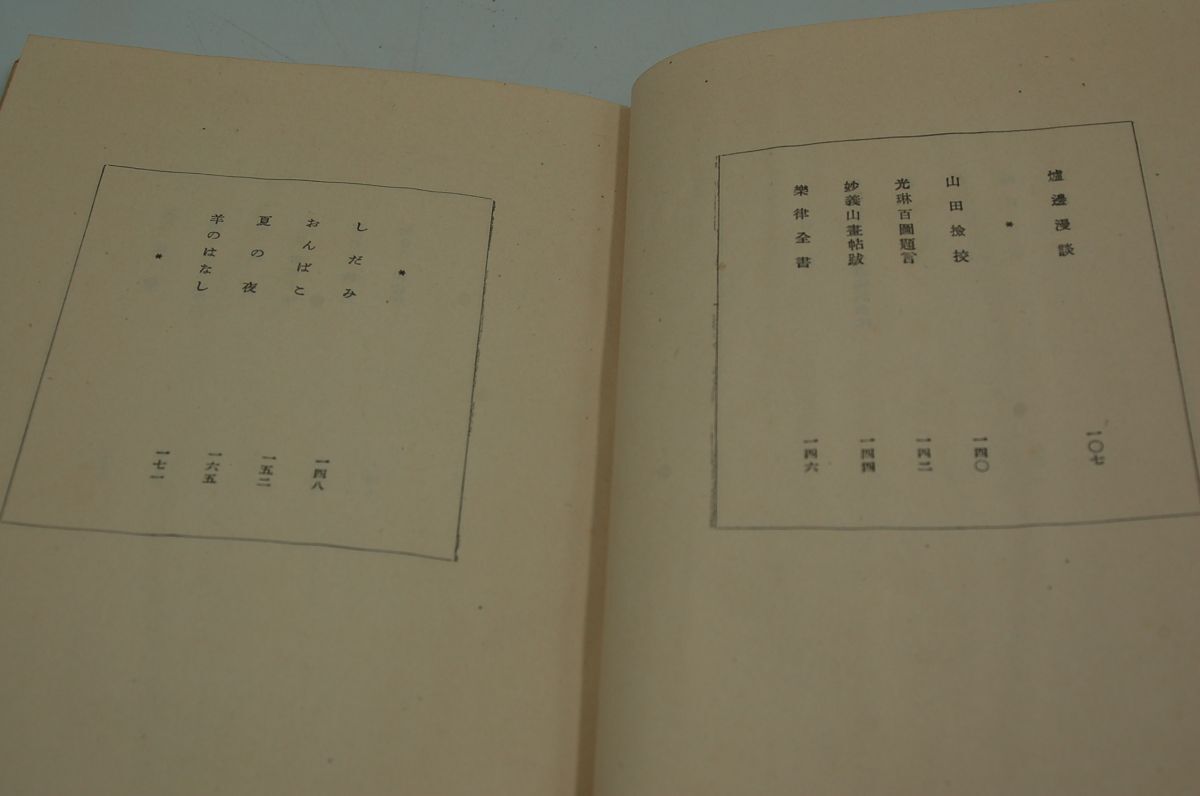 爐邊漫談 一〇七
*
山田撿挍 一四〇
光琳百圖題言 一四二
妙義山畫帖跋 一四四
樂律全書 一四六
*
しだみ 一四八
おんばこ 一五二
夏の夜 一六五
羊のはなし 一七一
*